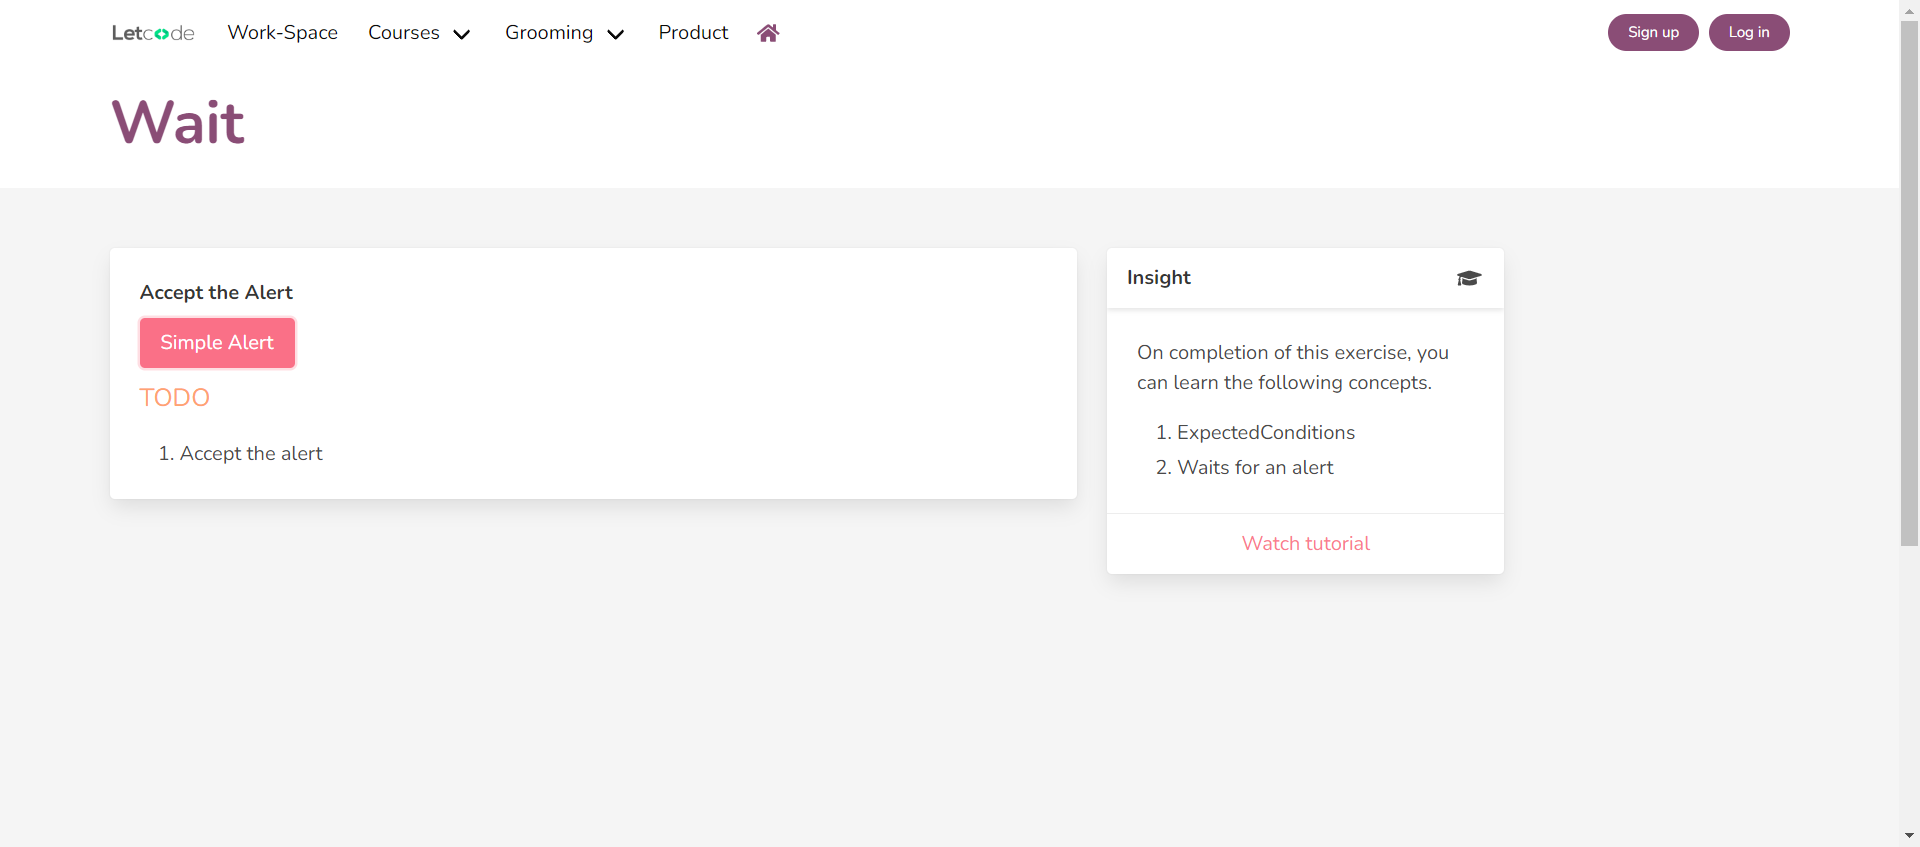 Letcode Work-Space Courses Grooming Product Sign up Log in
Wait
Accept the Alert
Simple Alert
TODO
1. Accept the alert
Insight
On completion of this exercise, you
can learn the following concepts.
1. ExpectedConditions
2. Waits for an alert
Watch tutorial